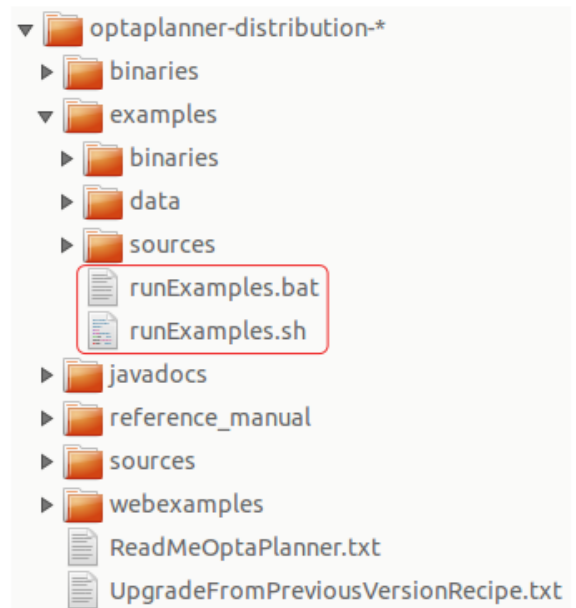 optaplanner-distribution-*
binaries
examples
binaries
data
sources
runExamples.bat
runExamples.sh
javadocs
reference_manual
sources
webexamples
ReadMeOptaPlanner.txt
UpgradeFromPreviousVersionRecipe.txt